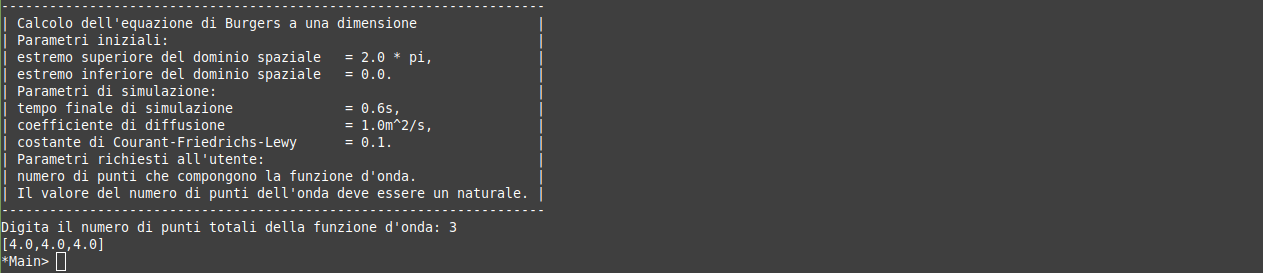 --------------------------------------------------------------------
| Calcolo dell'equazione di Burgers a una dimensione               |
| Parametri iniziali:                                              |
| estremo superiore del dominio spaziale   = 2.0 * pi,             |
| estremo inferiore del dominio spaziale   = 0.0.                  |
| Parametri di simulazione:                                        |
| tempo finale di simulazione              = 0.6s,                 |
| coefficiente di diffusione               = 1.0m^2/s,             |
| costante di Courant-Friedrichs-Lewy      = 0.1.                  |
| Parametri richiesti all'utente:                                  |
| numero di punti che compongono la funzione d'onda.               |
| Il valore del numero di punti dell'onda deve essere un naturale. |
--------------------------------------------------------------------
Digita il numero di punti totali della funzione d'onda: 3
[4.0,4.0,4.0]
*Main>